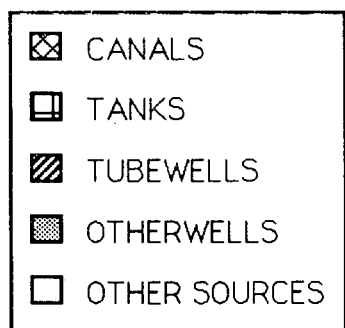 CANALS
TANKS
TUBEWELLS
OTHERWELLS
OTHER SOURCES